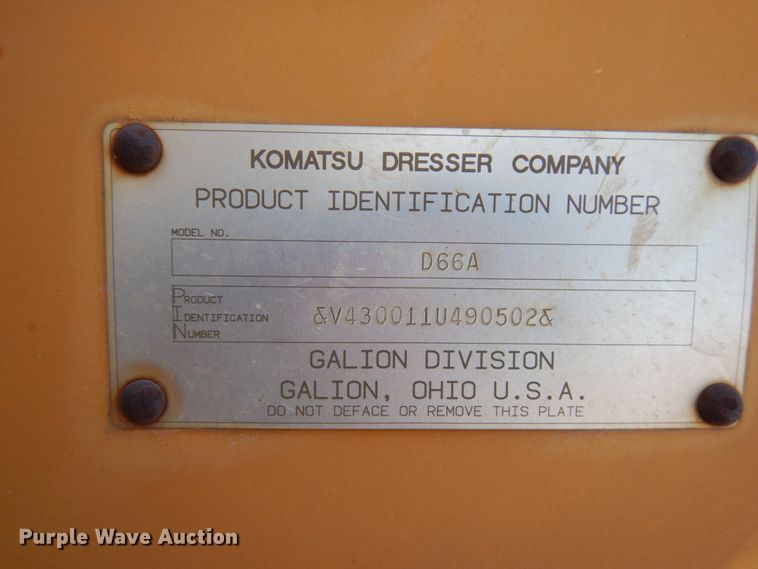 KOMATSU DRESSER COMPANY
PRODUCT IDENTIFICATION NUMBER
MODEL NO.
D66A
PRODUCT
IDENTIFICATION
NUMBER
&V430011U490502&
GALION DIVISION
GALION, OHIO U.S.A.
DO NOT DEFACE OR REMOVE THIS PLATE
Purple Wave Auction